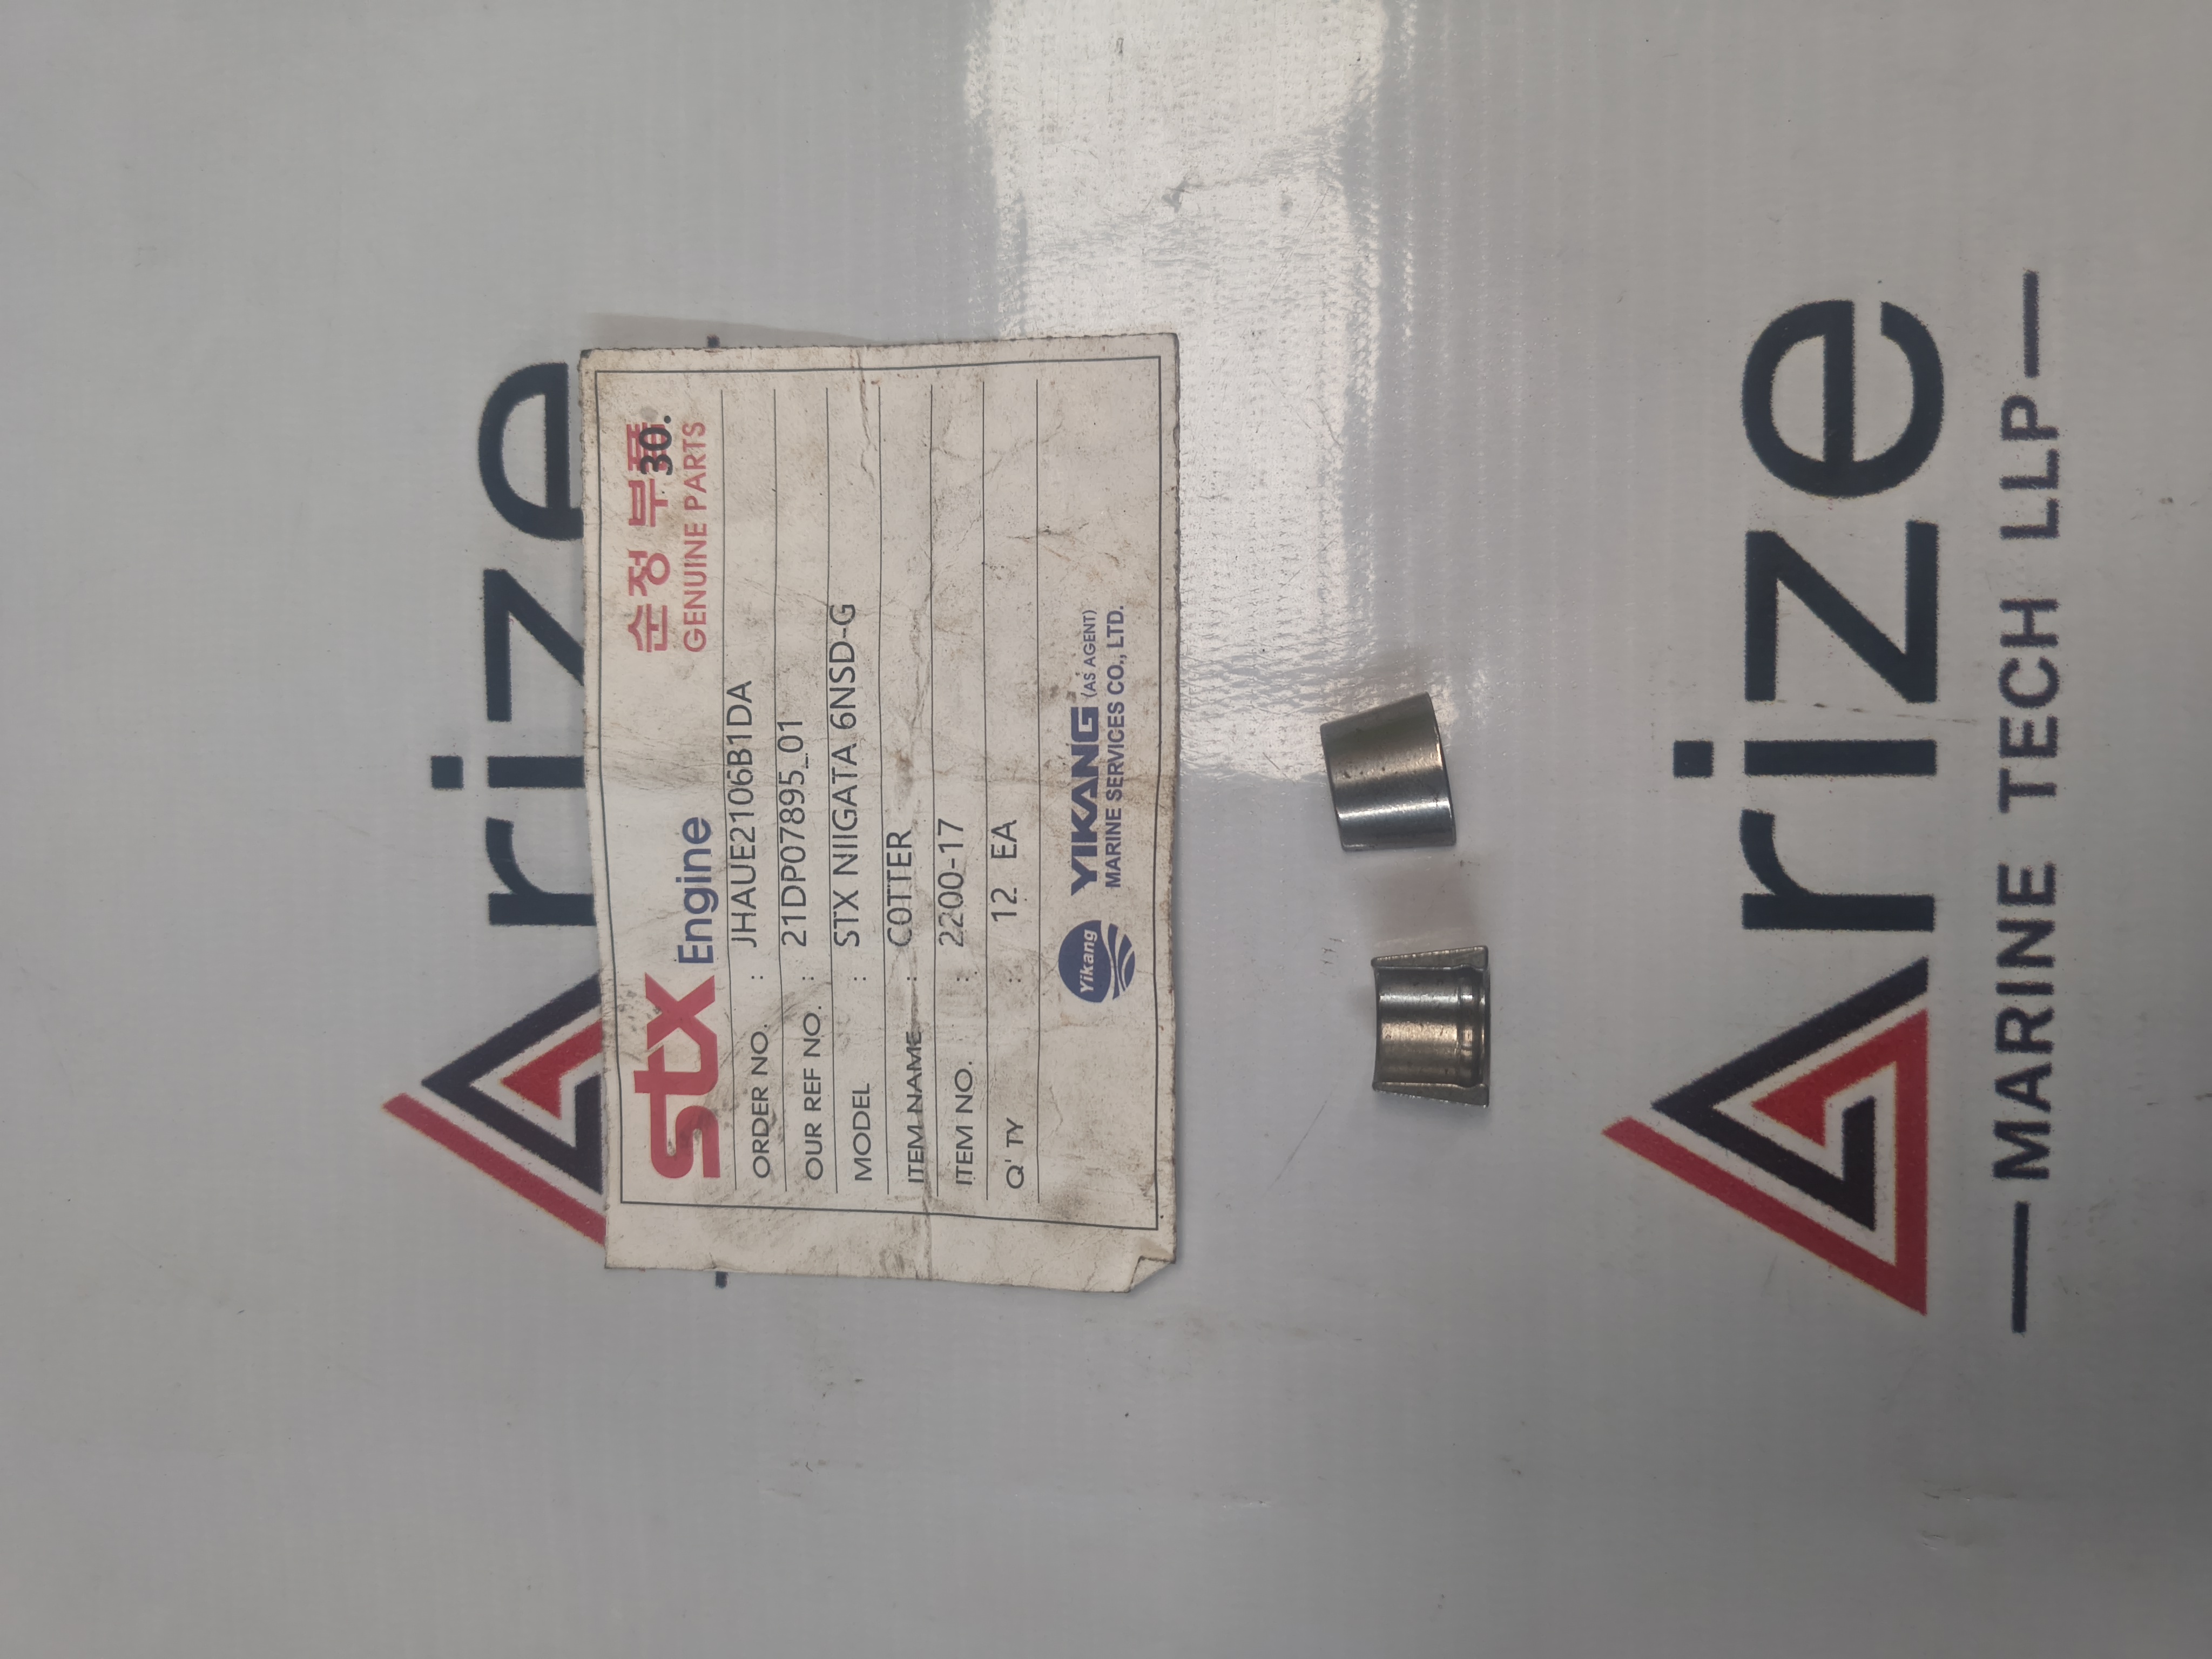 Arize
stx Engine
순정 부품
30.
GENUINE PARTS
ORDER NO. : JHAUE2106B1DA
OUR REF NO. : 21DP07895_01
MODEL : STX NIIGATA 6NSD-G
ITEM NAME : COTTER
ITEM NO. : 2200-17
Q' TY : 12 EA
Yikang YIKANG (AS AGENT)
MARINE SERVICES CO., LTD.
Arize
MARINE TECH LLP